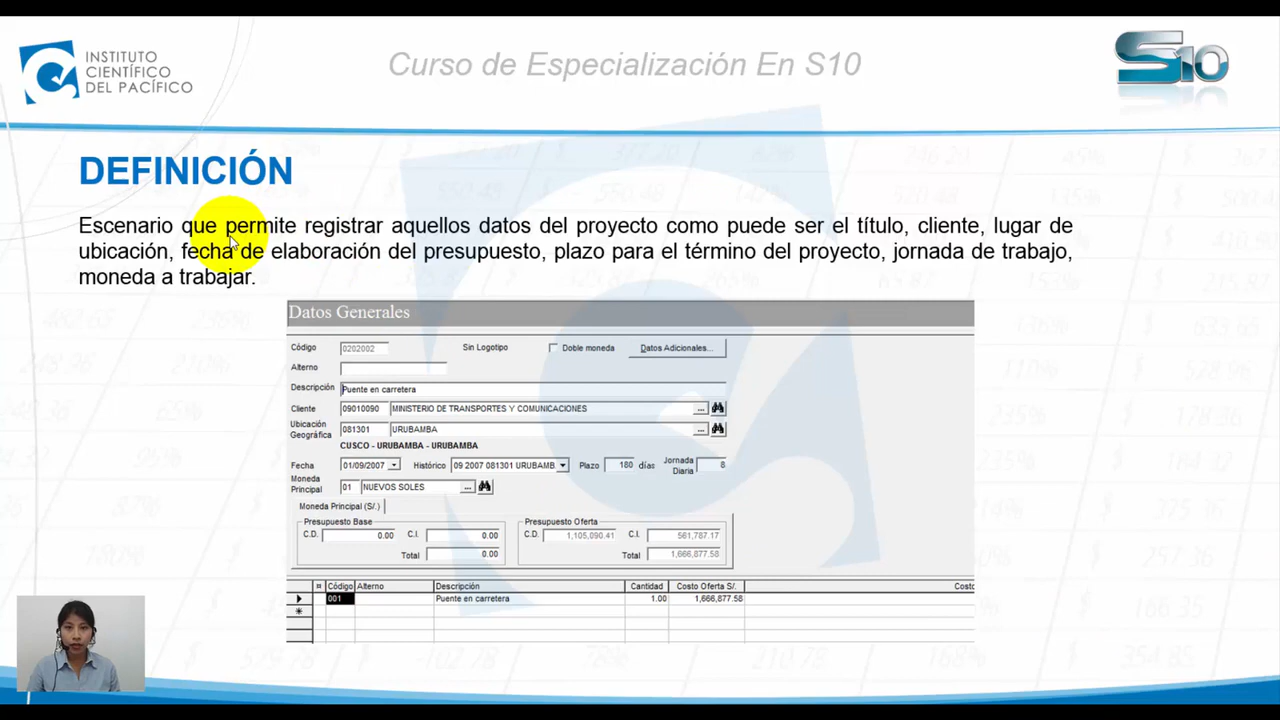 INSTITUTO
CIENTÍFICO
DEL PACÍFICO
Curso de Especialización En S10
S10
DEFINICIÓN
Escenario que permite registrar aquellos datos del proyecto como puede ser el título, cliente, lugar de
ubicación, fecha de elaboración del presupuesto, plazo para el término del proyecto, jornada de trabajo,
moneda a trabajar.
Datos Generales
Código 0202002 Sin Logotipo Doble moneda Datos Adicionales...
Alterno
Descripción Puente en carretera
Cliente 09010090 MINISTERIO DE TRANSPORTES Y COMUNICACIONES ...
Ubicación Geográfica 081301 URUBAMBA ...
CUSCO - URUBAMBA - URUBAMBA
Fecha 01/09/2007 Histórico 09 2007 081301 URUBAMB Plazo 180 días Jornada Diaria 8
Moneda Principal 01 NUEVOS SOLES ...
Moneda Principal (S/.)
Presupuesto Base Presupuesto Oferta
C.D. 0.00 C.I. 0.00 C.D. 1,105,090.41 C.I. 561,787.17
Total 0.00 Total 1,666,877.58
¤ Código Alterno Descripción Cantidad Costo Oferta S/. Costo
001 Puente en carretera 1.00 1,666,877.58